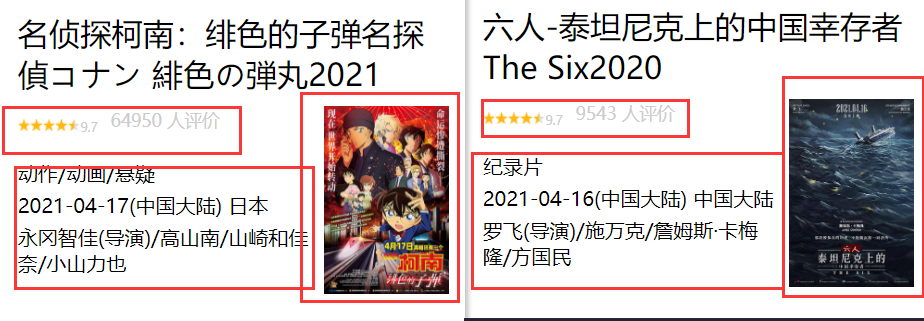 名侦探柯南：绯色的子弹名探
偵コナン 緋色の弾丸2021
9.7 64950 人评价
动作/动画/悬疑
2021-04-17(中国大陆) 日本
永冈智佳(导演)/高山南/山崎和佳
奈/小山力也
命运惨遭撕裂
现在世界开始转动
4月17日
柯南
绯色的子弹
六人-泰坦尼克上的中国幸存者
The Six2020
9.7 9543 人评价
纪录片
2021-04-16(中国大陆) 中国大陆
罗飞(导演)/施万克/詹姆斯·卡梅
隆/方国民
2021.04.16
六人
泰坦尼克上的
中国幸存者
THE SIX